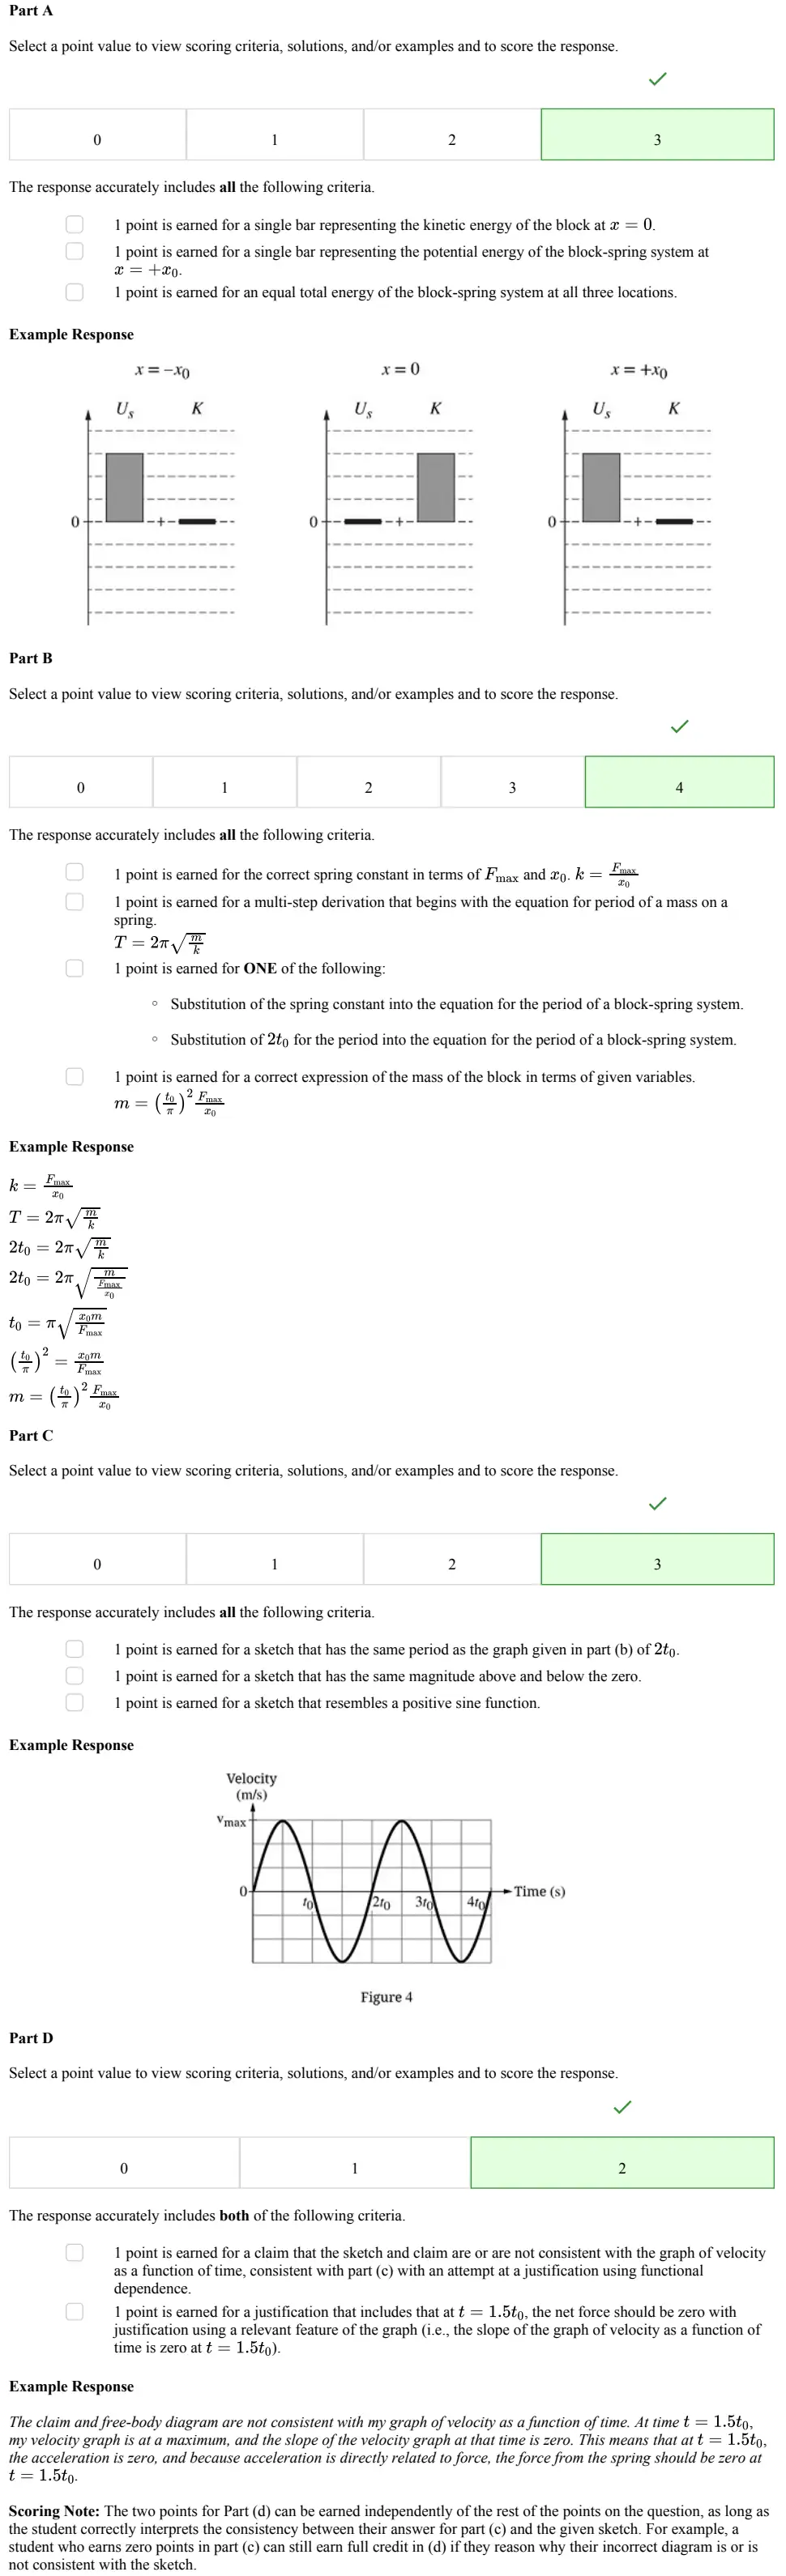 Part A
Select a point value to view scoring criteria, solutions, and/or examples and to score the response.
0 1 2 3
The response accurately includes all the following criteria.
1 point is earned for a single bar representing the kinetic energy of the block at x = 0.
1 point is earned for a single bar representing the potential energy of the block-spring system at
x = +x₀.
1 point is earned for an equal total energy of the block-spring system at all three locations.
Example Response
x = −x₀ x = 0 x = +x₀
Uₛ K Uₛ K Uₛ K
0 + 0 + 0 +
Part B
Select a point value to view scoring criteria, solutions, and/or examples and to score the response.
0 1 2 3 4
The response accurately includes all the following criteria.
1 point is earned for the correct spring constant in terms of F_max and x₀. k = F_max/x₀
1 point is earned for a multi-step derivation that begins with the equation for period of a mass on a
spring.
T = 2π√(m/k)
1 point is earned for ONE of the following:
◦ Substitution of the spring constant into the equation for the period of a block-spring system.
◦ Substitution of 2t₀ for the period into the equation for the period of a block-spring system.
1 point is earned for a correct expression of the mass of the block in terms of given variables.
m = (t₀/π)² F_max/x₀
Example Response
k = F_max/x₀
T = 2π√(m/k)
2t₀ = 2π√(m/k)
2t₀ = 2π√(m/(F_max/x₀))
t₀ = π√(x₀m/F_max)
(t₀/π)² = x₀m/F_max
m = (t₀/π)² F_max/x₀
Part C
Select a point value to view scoring criteria, solutions, and/or examples and to score the response.
0 1 2 3
The response accurately includes all the following criteria.
1 point is earned for a sketch that has the same period as the graph given in part (b) of 2t₀.
1 point is earned for a sketch that has the same magnitude above and below the zero.
1 point is earned for a sketch that resembles a positive sine function.
Example Response
Velocity
(m/s)
v_max
0 t₀ 2t₀ 3t₀ 4t₀ Time (s)
Figure 4
Part D
Select a point value to view scoring criteria, solutions, and/or examples and to score the response.
0 1 2
The response accurately includes both of the following criteria.
1 point is earned for a claim that the sketch and claim are or are not consistent with the graph of velocity
as a function of time, consistent with part (c) with an attempt at a justification using functional
dependence.
1 point is earned for a justification that includes that at t = 1.5t₀, the net force should be zero with
justification using a relevant feature of the graph (i.e., the slope of the graph of velocity as a function of
time is zero at t = 1.5t₀).
Example Response
The claim and free-body diagram are not consistent with my graph of velocity as a function of time. At time t = 1.5t₀,
my velocity graph is at a maximum, and the slope of the velocity graph at that time is zero. This means that at t = 1.5t₀,
the acceleration is zero, and because acceleration is directly related to force, the force from the spring should be zero at
t = 1.5t₀.
Scoring Note: The two points for Part (d) can be earned independently of the rest of the points on the question, as long as
the student correctly interprets the consistency between their answer for part (c) and the given sketch. For example, a
student who earns zero points in part (c) can still earn full credit in (d) if they reason why their incorrect diagram is or is
not consistent with the sketch.